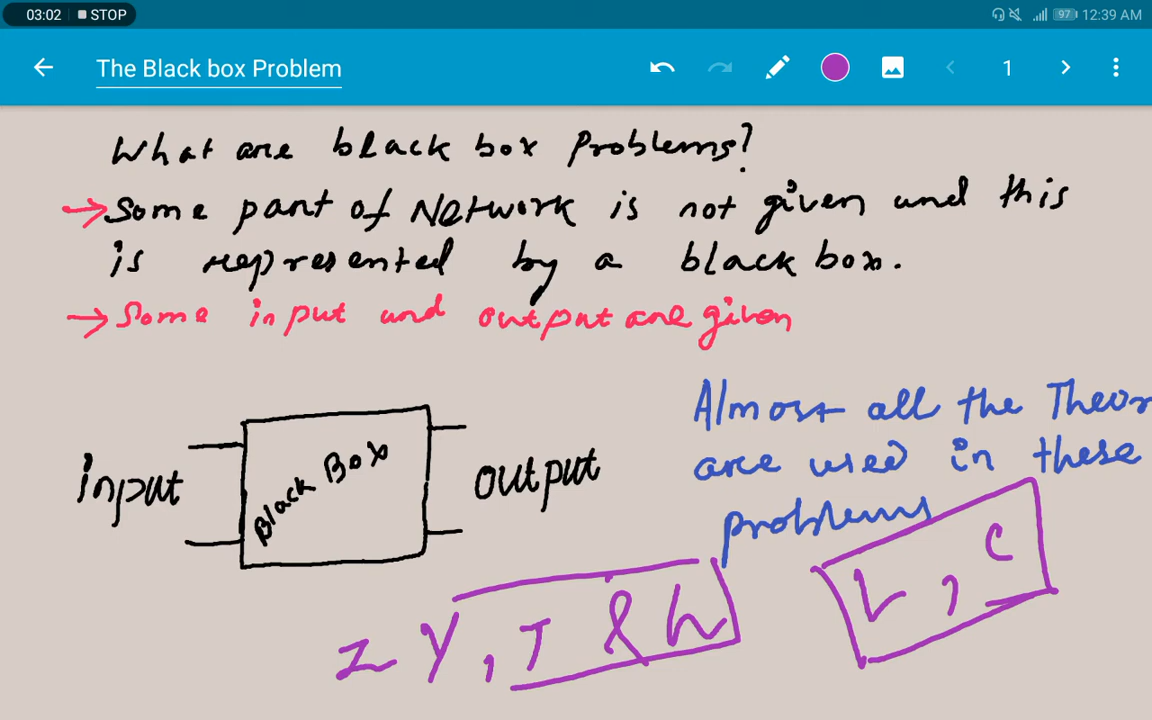 03:02 STOP 97 12:39 AM
The Black box Problem 1
What are black box Problems?
→ Some part of Network is not given and this
is represented by a black box.
→ Some input and output are given
Almost all the Theor
are used in these
problems
input Black Box output
Z Y, T & h
L, C